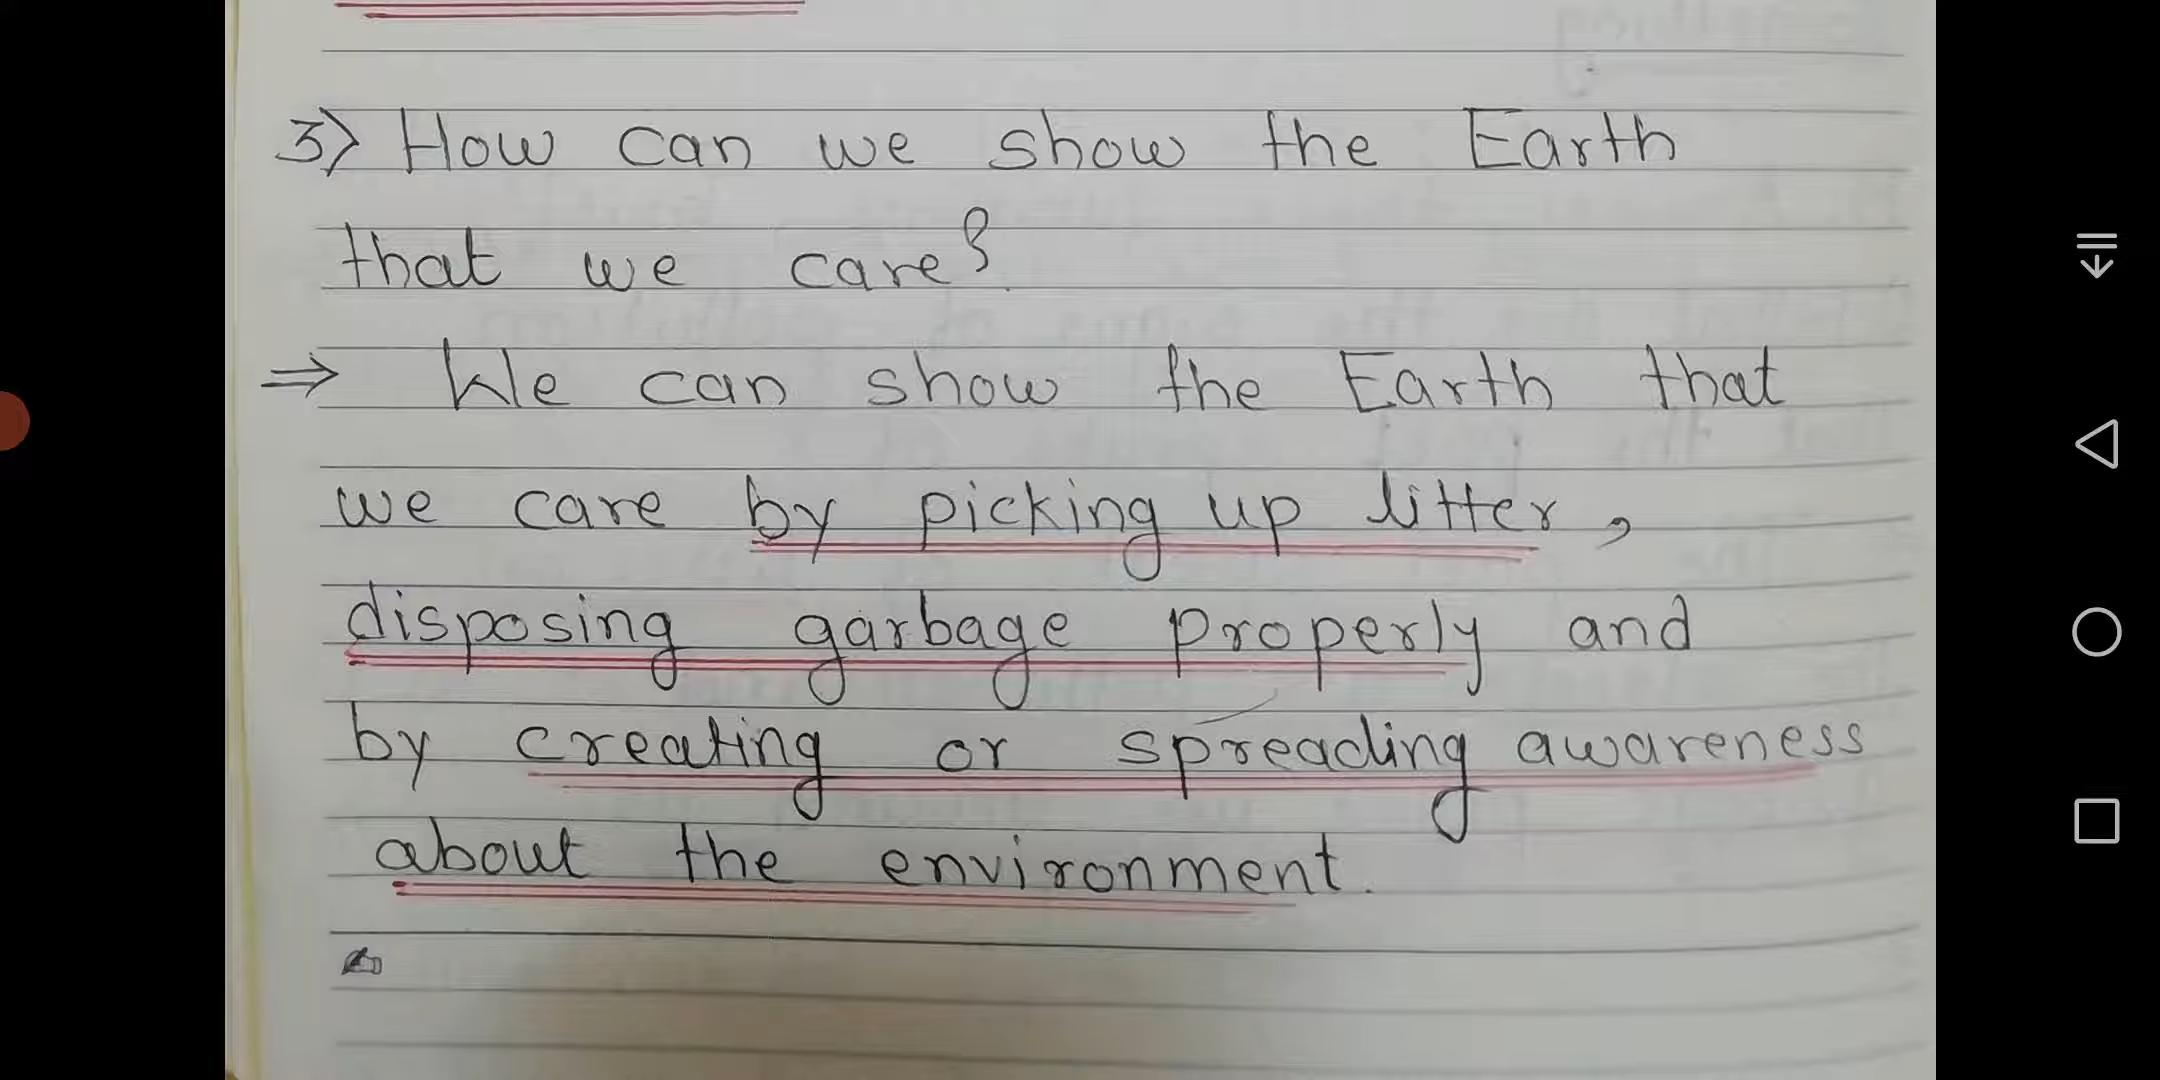 3) How can we show the Earth
that we care?
⇒ We can show the Earth that
we care by picking up litter,
disposing garbage properly and
by creating or spreading awareness
about the environment.